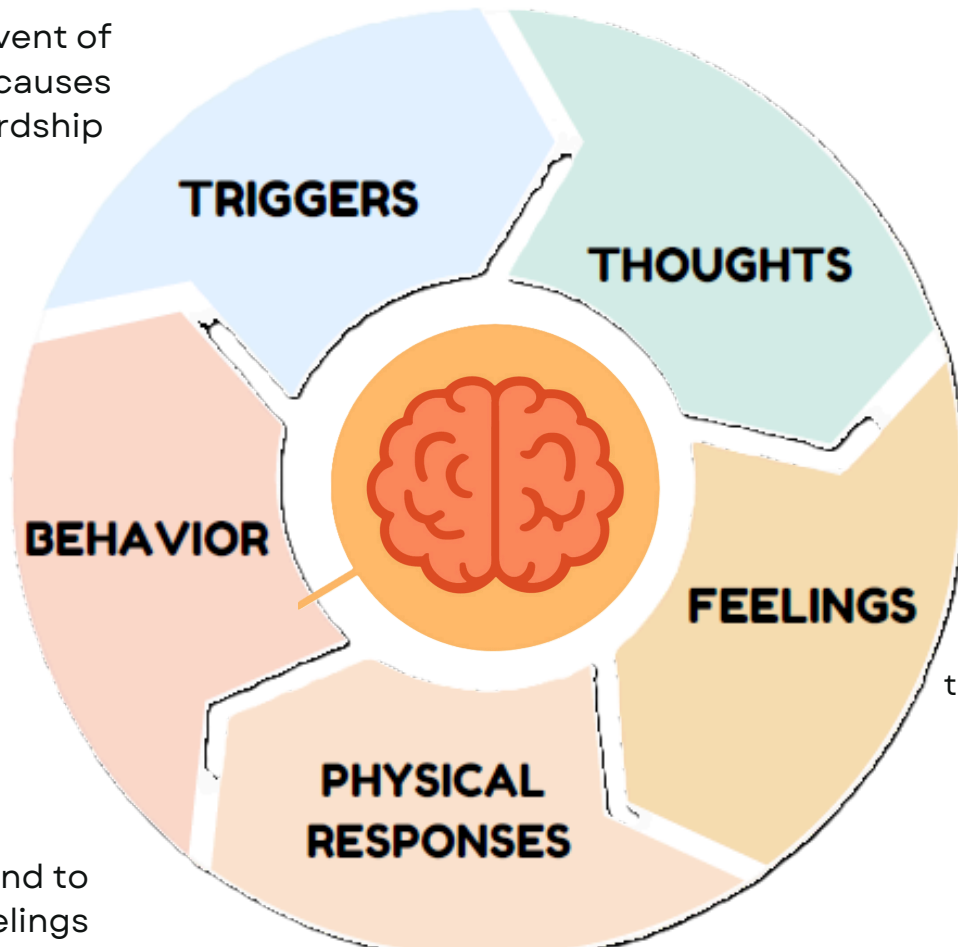 vent of
causes
rdship
TRIGGERS
THOUGHTS
BEHAVIOR
FEELINGS
t
PHYSICAL
RESPONSES
nd to
elings